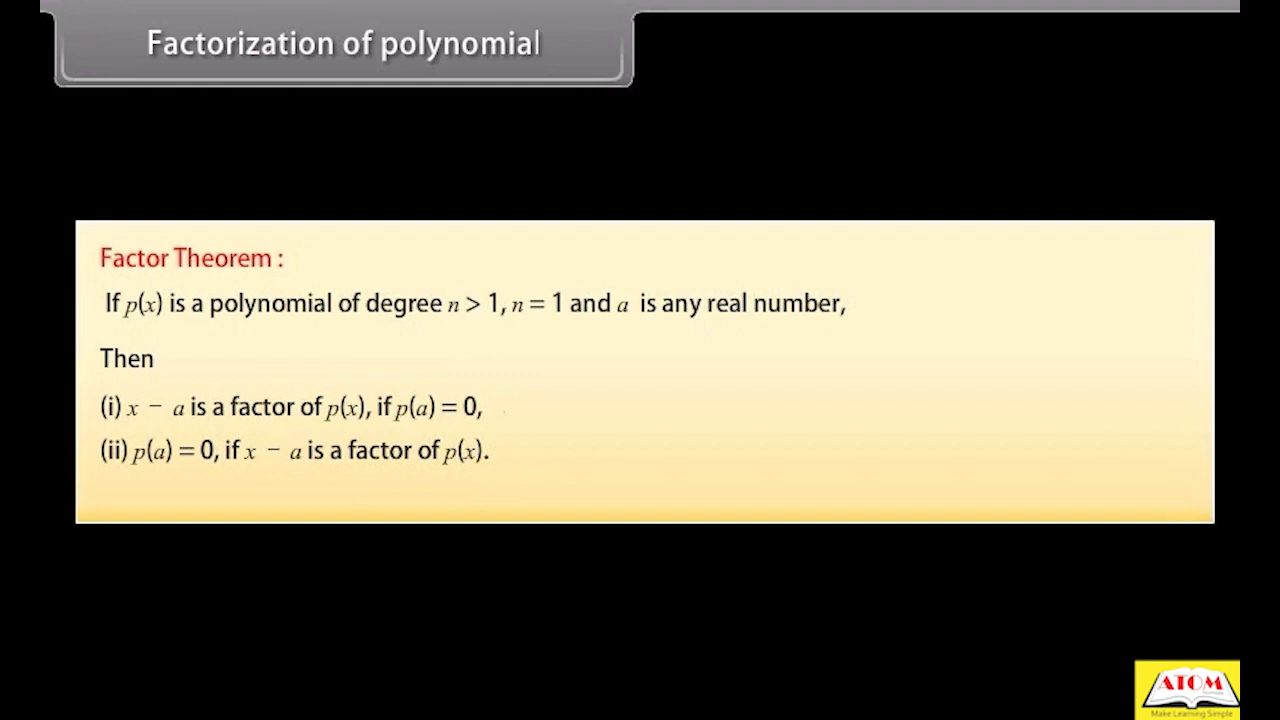 Factorization of polynomial
Factor Theorem :
If p(x) is a polynomial of degree n > 1, n = 1 and a is any real number,
Then
(i) x − a is a factor of p(x), if p(a) = 0,
(ii) p(a) = 0, if x − a is a factor of p(x).
ATOM
Make Learning Simple